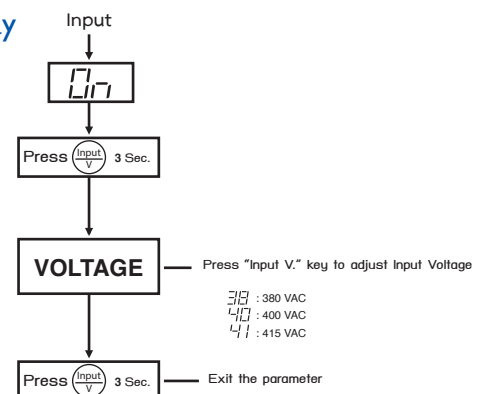 y
Input
On
Press Input V 3 Sec.
VOLTAGE
Press "Input V." key to adjust Input Voltage
38 : 380 VAC
40 : 400 VAC
41 : 415 VAC
Press Input V 3 Sec.
Exit the parameter